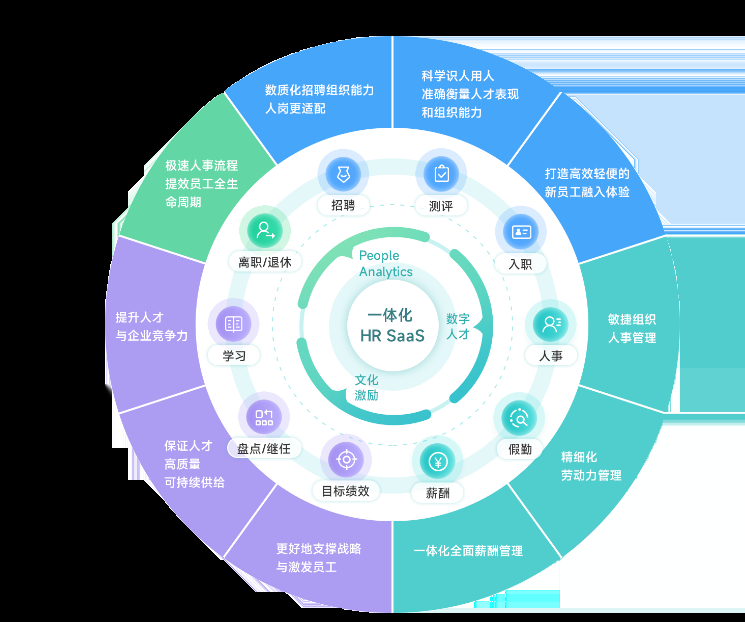 数质化招聘组织能力
人岗更适配
科学识人用人
准确衡量人才表现
和组织能力
打造高效轻便的
新员工融入体验
敏捷组织
人事管理
精细化
劳动力管理
一体化全面薪酬管理
更好地支撑战略
与激发员工
保证人才
高质量
可持续供给
提升人才
与企业竞争力
极速人事流程
提效员工全生
命周期
招聘
测评
入职
人事
假勤
薪酬
目标绩效
盘点/继任
学习
离职/退休
People
Analytics
数字
人才
文化
激励
一体化
HR SaaS